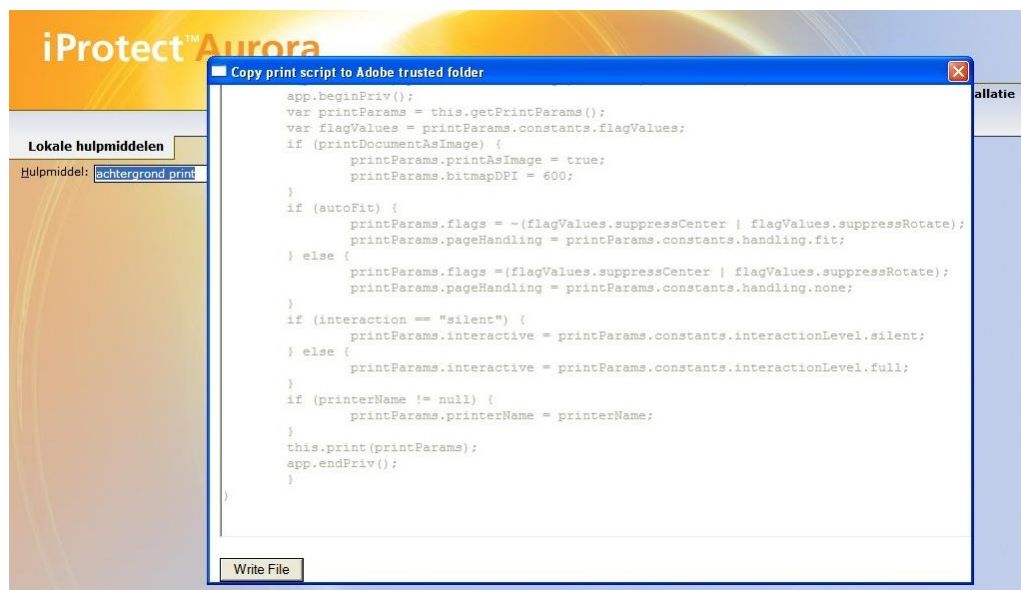 iProtect™Aurora
Copy print script to Adobe trusted folder
allatie
Lokale hulpmiddelen
Hulpmiddel: achtergrond print
app.beginPriv();
var printParams = this.getPrintParams();
var flagValues = printParams.constants.flagValues;
if (printDocumentAsImage) {
printParams.printAsImage = true;
printParams.bitmapDPI = 600;
}
if (autoFit) {
printParams.flags = ~(flagValues.suppressCenter | flagValues.suppressRotate);
printParams.pageHandling = printParams.constants.handling.fit;
} else {
printParams.flags =(flagValues.suppressCenter | flagValues.suppressRotate);
printParams.pageHandling = printParams.constants.handling.none;
}
if (interaction == "silent") {
printParams.interactive = printParams.constants.interactionLevel.silent;
} else {
printParams.interactive = printParams.constants.interactionLevel.full;
}
if (printerName != null) {
printParams.printerName = printerName;
}
this.print(printParams);
app.endPriv();
}
)
Write File